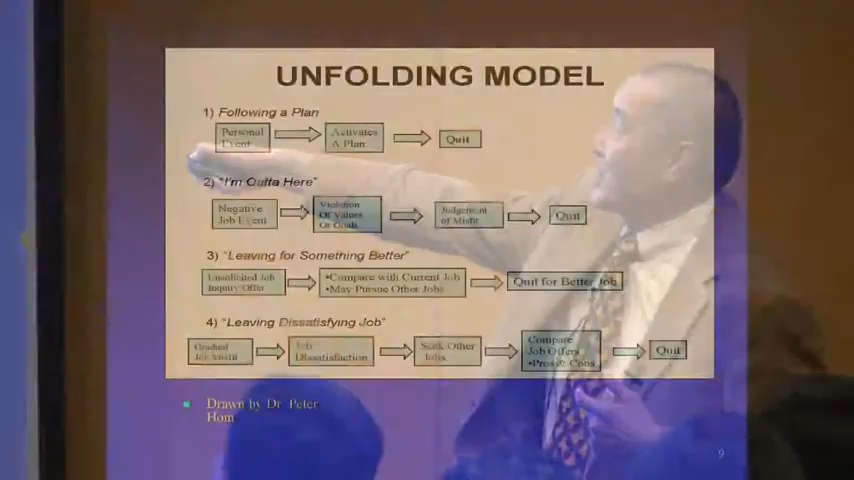 UNFOLDING MODEL
1) Following a Plan
Personal
Event
Activates
A Plan
Quit
2) "I'm Outta Here"
Negative
Job Event
Violation
Of Values
Or Goals
Judgement
of Misfit
Quit
3) "Leaving for Something Better"
Unsolicited Job
Inquiry Offer
•Compare with Current Job
•May Pursue Other Jobs
Quit for Better Job
4) "Leaving Dissatisfying Job"
Gradual
Job Misfit
Job
Dissatisfaction
Seek Other
Jobs
Compare
Job Offers
•Pros & Cons
Quit
Drawn by Dr Peter
Hom
9